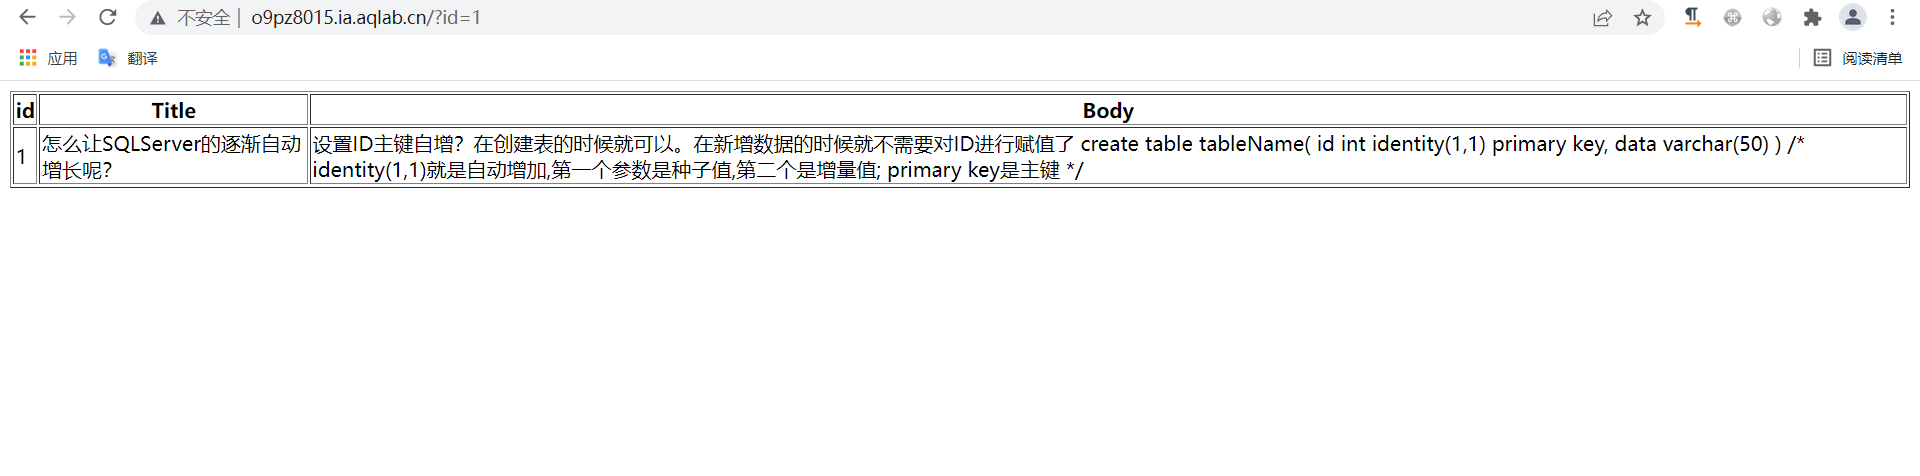 不安全 | o9pz8015.ia.aqlab.cn/?id=1
应用 翻译 阅读清单
id Title Body
1 怎么让SQLServer的逐渐自动 设置ID主键自增？在创建表的时候就可以。在新增数据的时候就不需要对ID进行赋值了 create table tableName( id int identity(1,1) primary key, data varchar(50) ) /*
增长呢? identity(1,1)就是自动增加,第一个参数是种子值,第二个是增量值; primary key是主键 */